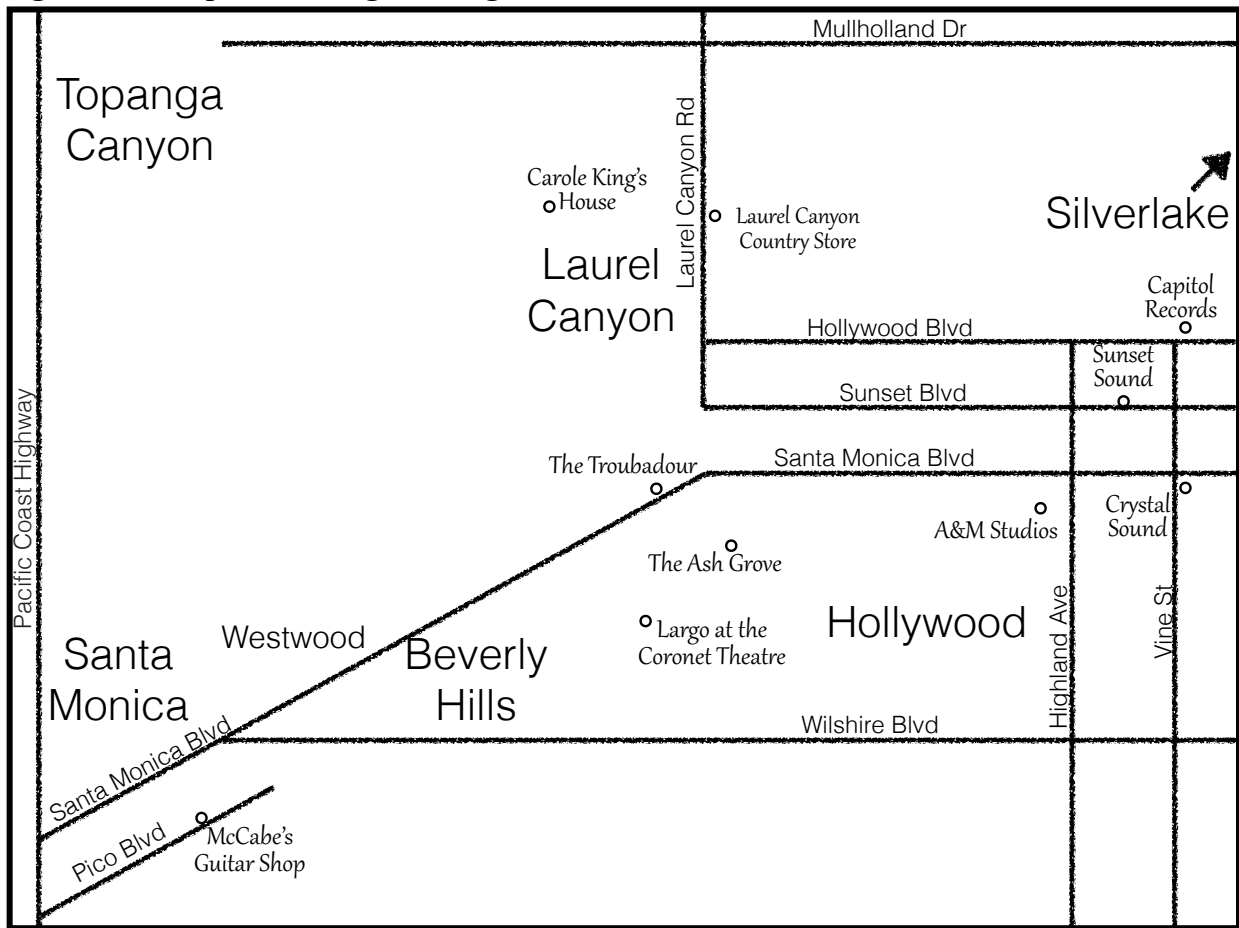 Mullholland Dr
Topanga
Canyon
Laurel Canyon Rd
Carole King's
House
Laurel Canyon
Country Store
Silverlake
Laurel
Canyon
Capitol
Records
Hollywood Blvd
Sunset
Sound
Sunset Blvd
Pacific Coast Highway
The Troubadour
Santa Monica Blvd
A&M Studios
Crystal
Sound
The Ash Grove
Hollywood
Highland Ave
Vine St
Largo at the
Coronet Theatre
Westwood
Santa
Monica
Beverly
Hills
Wilshire Blvd
Santa Monica Blvd
Pico Blvd
McCabe's
Guitar Shop